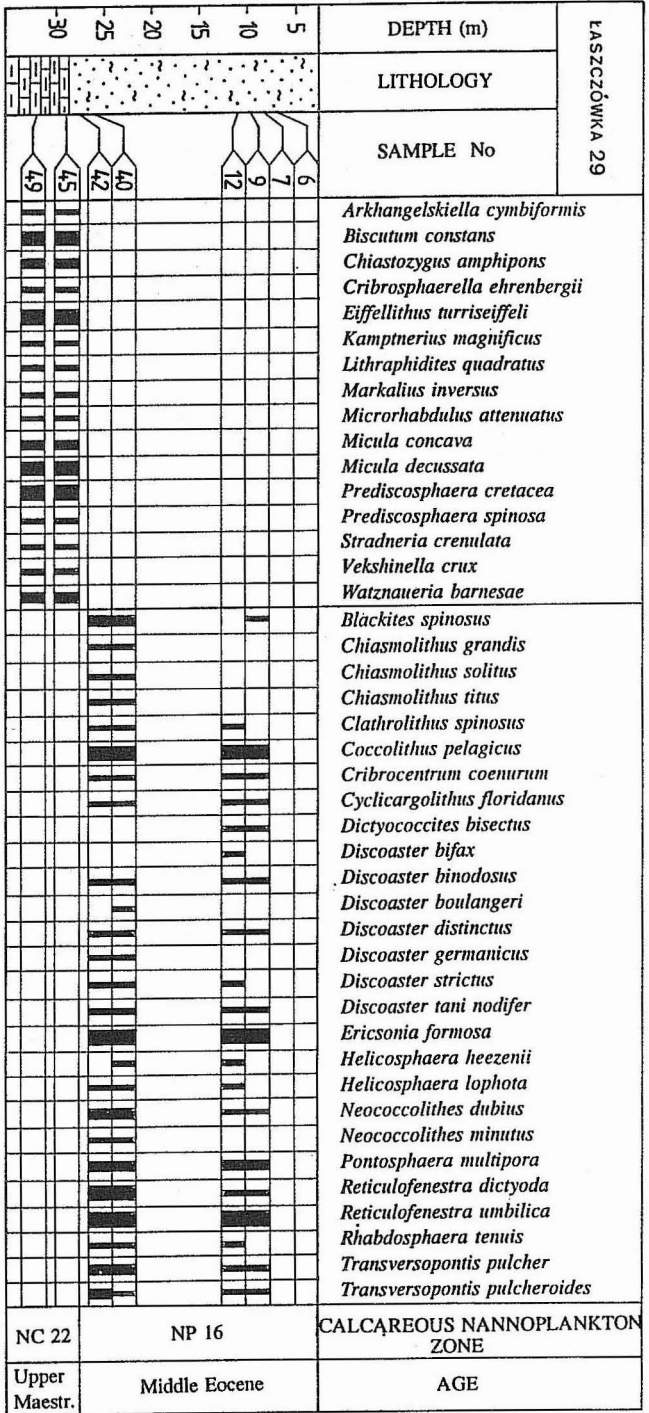 -30
-25
20
15
10
5
DEPTH (m)
ŁASZCZÓWKA 29
LITHOLOGY
SAMPLE No
49
45
42
40
12
9
7
6
Arkhangelskiella cymbiformis
Biscutum constans
Chiastozygus amphipons
Cribrosphaerella ehrenbergii
Eiffellithus turriseiffeli
Kamptnerius magnificus
Lithraphidites quadratus
Markalius inversus
Microrhabdulus attenuatus
Micula concava
Micula decussata
Prediscosphaera cretacea
Prediscosphaera spinosa
Stradneria crenulata
Vekshinella crux
Watznaueria barnesae
Blackites spinosus
Chiasmolithus grandis
Chiasmolithus solitus
Chiasmolithus titus
Clathrolithus spinosus
Coccolithus pelagicus
Cribrocentrum coenurum
Cyclicargolithus floridanus
Dictyococcites bisectus
Discoaster bifax
Discoaster binodosus
Discoaster boulangeri
Discoaster distinctus
Discoaster germanicus
Discoaster strictus
Discoaster tani nodifer
Ericsonia formosa
Helicosphaera heezenii
Helicosphaera lophota
Neococcolithes dubius
Neococcolithes minutus
Pontosphaera multipora
Reticulofenestra dictyoda
Reticulofenestra umbilica
Rhabdosphaera tenuis
Transversopontis pulcher
Transversopontis pulcheroides
NC 22
NP 16
CALCAREOUS NANNOPLANKTON
ZONE
Upper
Maestr.
Middle Eocene
AGE